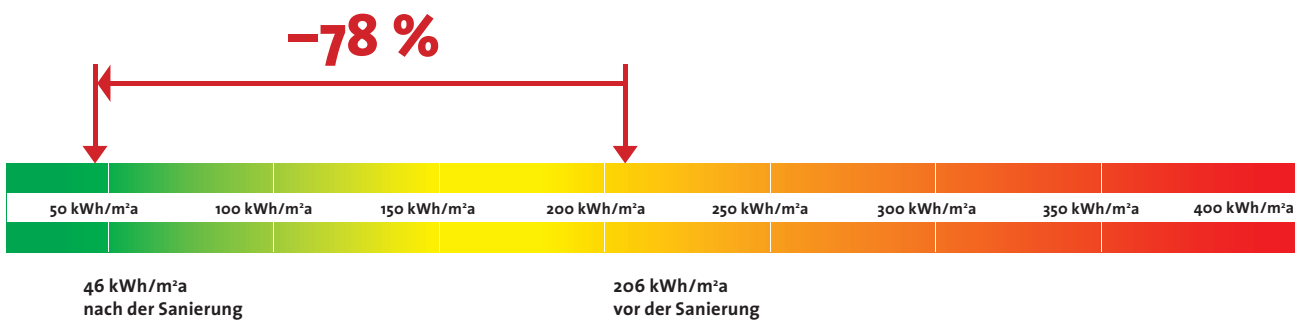 –78 %
50 kWh/m²a 100 kWh/m²a 150 kWh/m²a 200 kWh/m²a 250 kWh/m²a 300 kWh/m²a 350 kWh/m²a 400 kWh/m²a
46 kWh/m²a
nach der Sanierung
206 kWh/m²a
vor der Sanierung